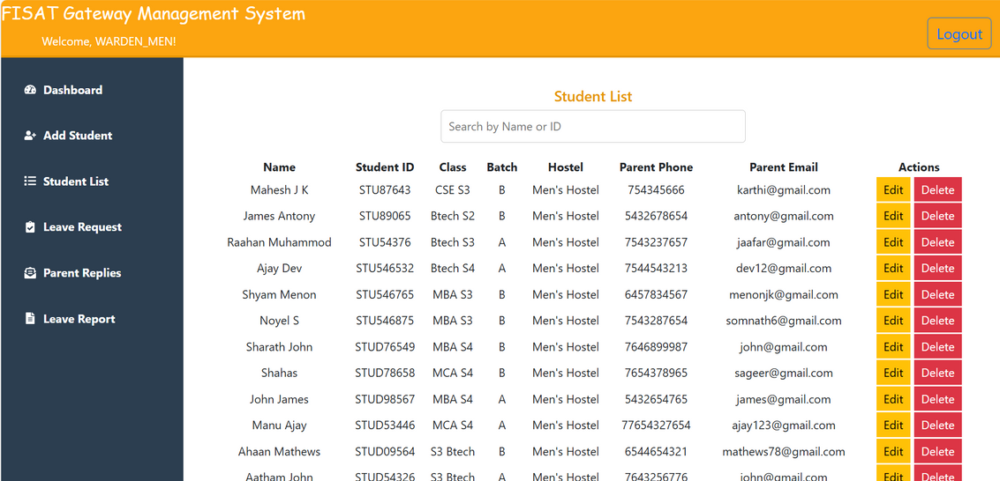 FISAT Gateway Management System
Welcome, WARDEN_MEN!
Logout
Dashboard
Add Student
Student List
Leave Request
Parent Replies
Leave Report
Student List
Search by Name or ID
Name Student ID Class Batch Hostel Parent Phone Parent Email Actions
Mahesh J K STU87643 CSE S3 B Men's Hostel 754345666 karthi@gmail.com Edit Delete
James Antony STU89065 Btech S2 B Men's Hostel 5432678654 antony@gmail.com Edit Delete
Raahan Muhammod STU54376 Btech S3 A Men's Hostel 7543237657 jaafar@gmail.com Edit Delete
Ajay Dev STU546532 Btech S4 A Men's Hostel 7544543213 dev12@gmail.com Edit Delete
Shyam Menon STU546765 MBA S3 B Men's Hostel 6457834567 menonjk@gmail.com Edit Delete
Noyel S STU546875 MBA S3 B Men's Hostel 7543287654 somnath6@gmail.com Edit Delete
Sharath John STUD76549 MBA S4 B Men's Hostel 7646899987 john@gmail.com Edit Delete
Shahas STUD78658 MCA S4 B Men's Hostel 7654378965 sageer@gmail.com Edit Delete
John James STUD98567 MBA S4 A Men's Hostel 5432654765 james@gmail.com Edit Delete
Manu Ajay STUD53446 MCA S4 A Men's Hostel 77654327654 ajay123@gmail.com Edit Delete
Ahaan Mathews STUD09564 S3 Btech B Men's Hostel 6544654321 mathews78@gmail.com Edit Delete
Aatham John STUD54326 S3 Btech A Men's Hostel 7643256776 john@gmail.com Edit Delete